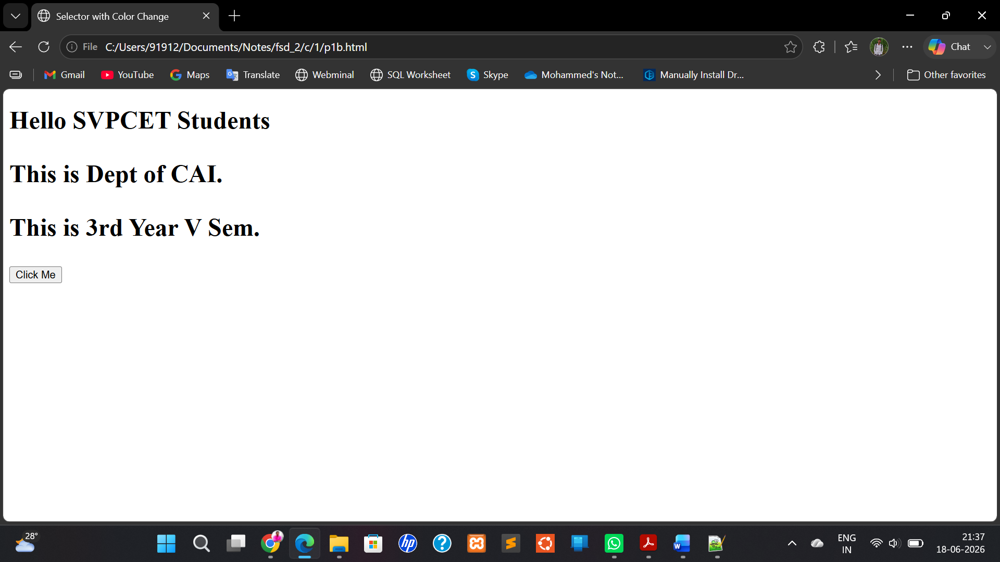 Selector with Color Change
File C:/Users/91912/Documents/Notes/fsd_2/c/1/p1b.html
Chat
Gmail YouTube Maps Translate Webminal SQL Worksheet Skype Mohammed's Not... Manually Install Dr... Other favorites
Hello SVPCET Students
This is Dept of CAI.
This is 3rd Year V Sem.
Click Me
28°
ENG
IN
21:37
18-06-2026